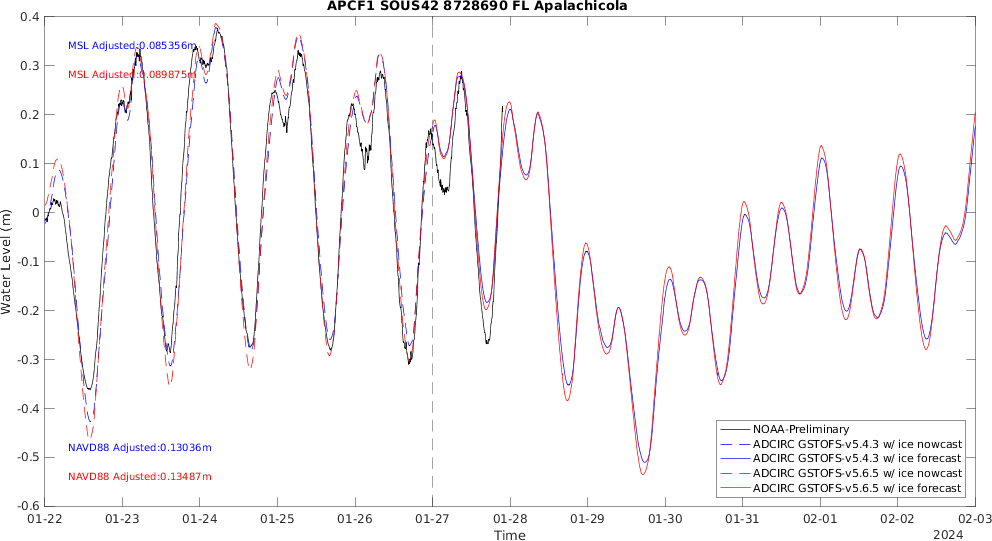 APCF1 SOUS42 8728690 FL Apalachicola
MSL Adjusted:0.085356m
MSL Adjusted:0.089875m
NAVD88 Adjusted:0.13036m
NAVD88 Adjusted:0.13487m
Water Level (m)
0.4
0.3
0.2
0.1
0
-0.1
-0.2
-0.3
-0.4
-0.5
-0.6
NOAA-Preliminary
ADCIRC GSTOFS-v5.4.3 w/ ice nowcast
ADCIRC GSTOFS-v5.4.3 w/ ice forecast
ADCIRC GSTOFS-v5.6.5 w/ ice nowcast
ADCIRC GSTOFS-v5.6.5 w/ ice forecast
01-22 01-23 01-24 01-25 01-26 01-27 01-28 01-29 01-30 01-31 02-01 02-02 02-03
Time
2024